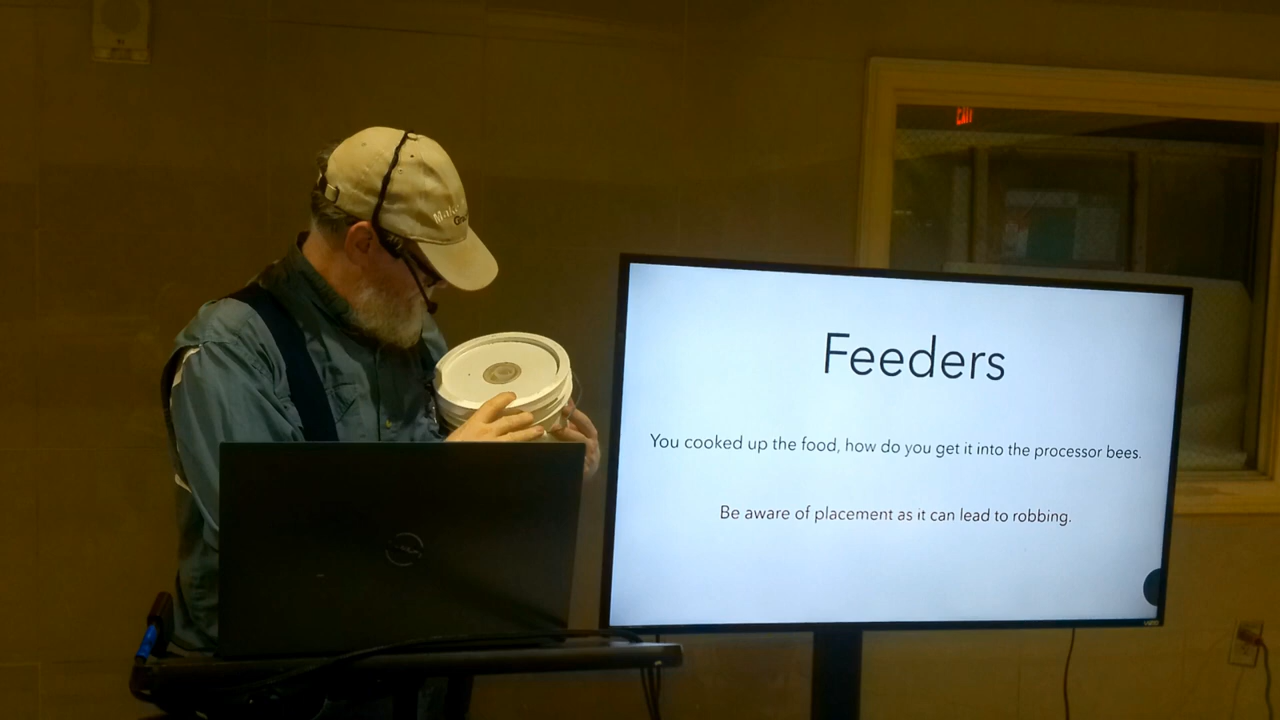 EXIT
Feeders
You cooked up the food, how do you get it into the processor bees.
Be aware of placement as it can lead to robbing.